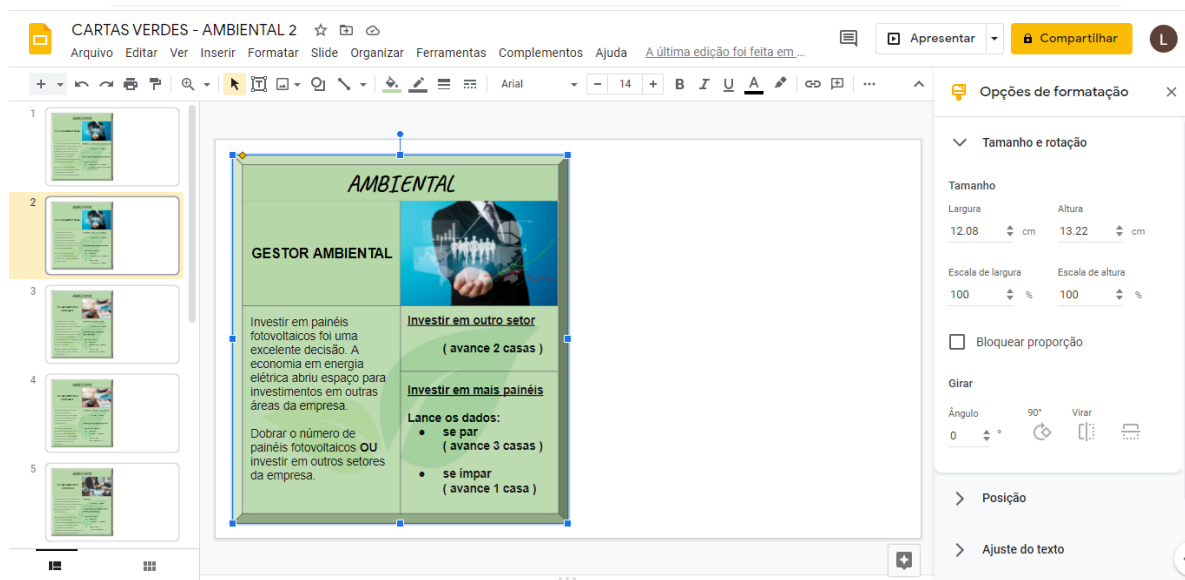 CARTAS VERDES - AMBIENTAL 2
Arquivo Editar Ver Inserir Formatar Slide Organizar Ferramentas Complementos Ajuda A última edição foi feita em ...
Apresentar
Compartilhar
L
Arial
14
B I U A
Opções de formatação
Tamanho e rotação
Tamanho
Largura Altura
12.08 cm 13.22 cm
Escala de largura Escala de altura
100 % 100 %
Bloquear proporção
Girar
Ângulo 90° Virar
0 °
Posição
Ajuste do texto
1
2
3
4
5
AMBIENTAL
GESTOR AMBIENTAL
Investir em painéis
fotovoltaicos foi uma
excelente decisão. A
economia em energia
elétrica abriu espaço para
investimentos em outras
áreas da empresa.
Dobrar o número de
painéis fotovoltaicos OU
investir em outros setores
da empresa.
Investir em outro setor
( avance 2 casas )
Investir em mais painéis
Lance os dados:
● se par
( avance 3 casas )
● se ímpar
( avance 1 casa )